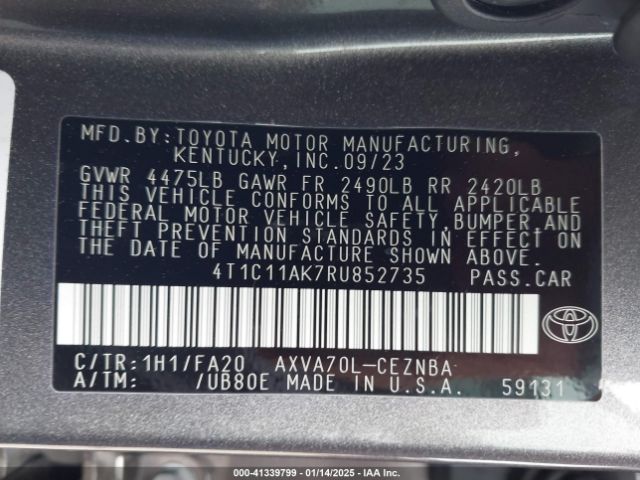 MFD.BY:TOYOTA MOTOR MANUFACTURING,
KENTUCKY,INC.09/23
GVWR 4475LB GAWR FR 2490LB RR 2420LB
THIS VEHICLE CONFORMS TO ALL APPLICABLE
FEDERAL MOTOR VEHICLE SAFETY,BUMPER,AND
THEFT PREVENTION STANDARDS IN EFFECT ON
THE DATE OF MANUFACTURE SHOWN ABOVE.
4T1C11AK7RU852735 PASS.CAR
C/TR:1H1/FA20 AXVA70L-CEZNBA
A/TM: /UB80E MADE IN U.S.A. 59131
000-41339799 - 01/14/2025 - IAA Inc.